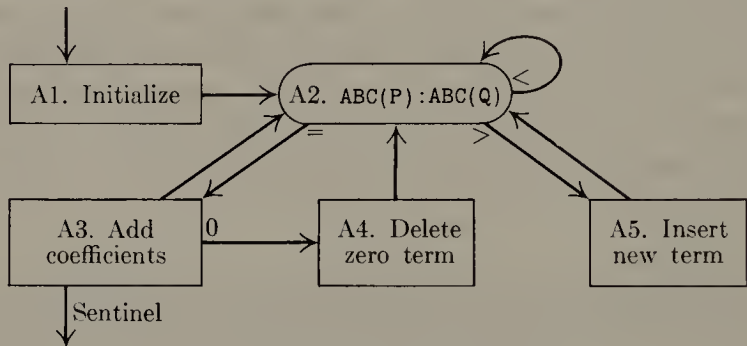 A1. Initialize
A2. ABC(P):ABC(Q)
<
=
>
A3. Add
coefficients
0
A4. Delete
zero term
A5. Insert
new term
Sentinel